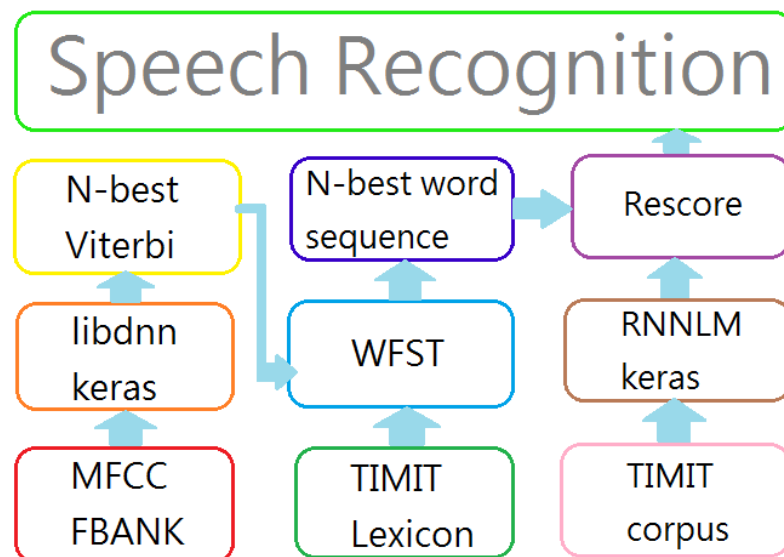 Speech Recognition
N-best
Viterbi
N-best word
sequence
Rescore
libdnn
keras
WFST
RNNLM
keras
MFCC
FBANK
TIMIT
Lexicon
TIMIT
corpus